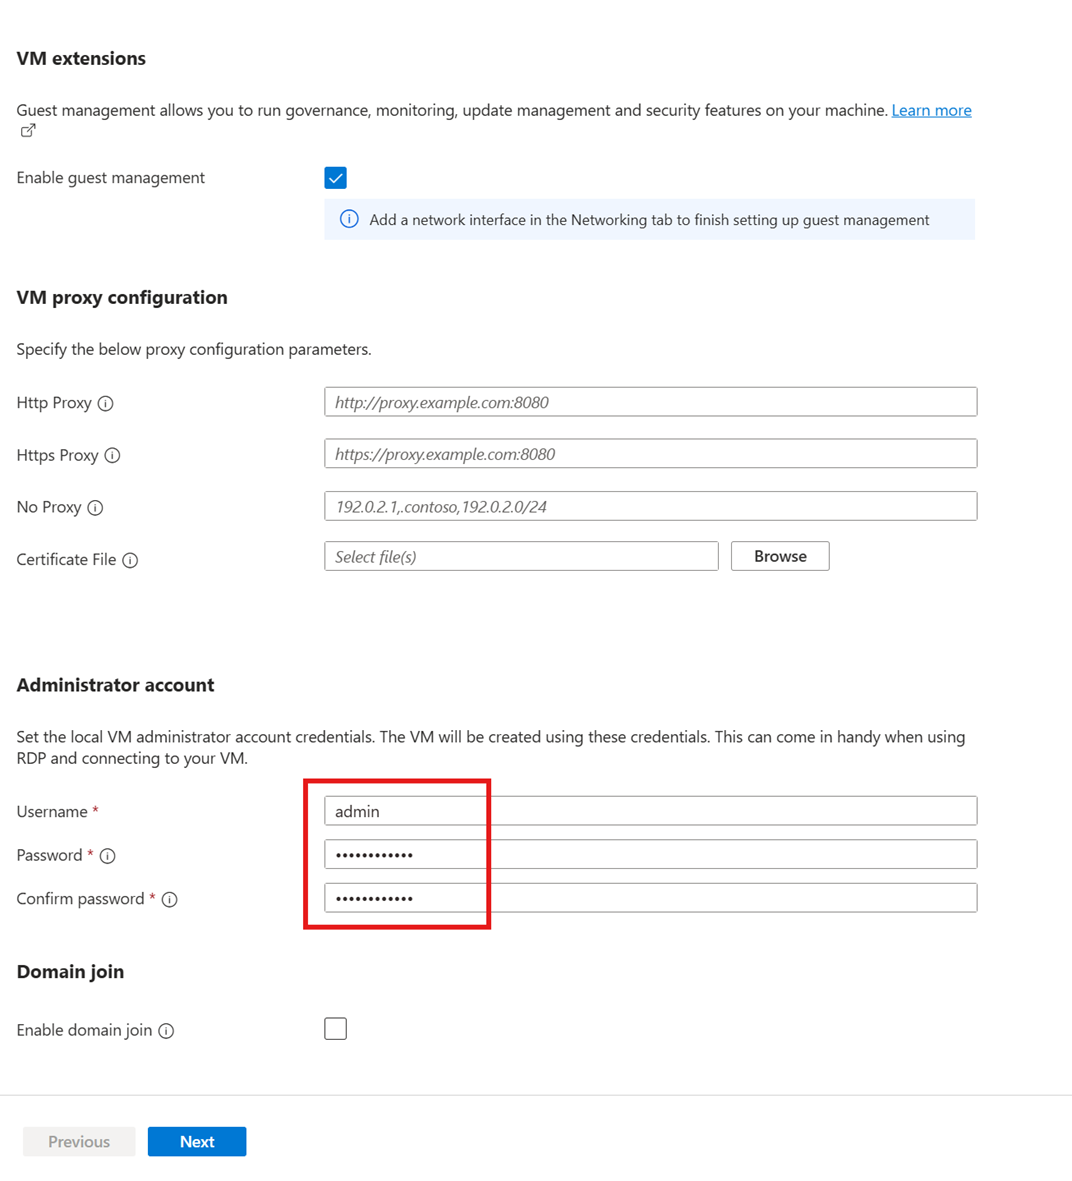 VM extensions
Guest management allows you to run governance, monitoring, update management and security features on your machine. Learn more
Enable guest management
Add a network interface in the Networking tab to finish setting up guest management
VM proxy configuration
Specify the below proxy configuration parameters.
Http Proxy
http://proxy.example.com:8080
Https Proxy
https://proxy.example.com:8080
No Proxy
192.0.2.1,.contoso,192.0.2.0/24
Certificate File
Select file(s)
Browse
Administrator account
Set the local VM administrator account credentials. The VM will be created using these credentials. This can come in handy when using
RDP and connecting to your VM.
Username *
admin
Password *
••••••••••••
Confirm password *
••••••••••••
Domain join
Enable domain join
Previous
Next